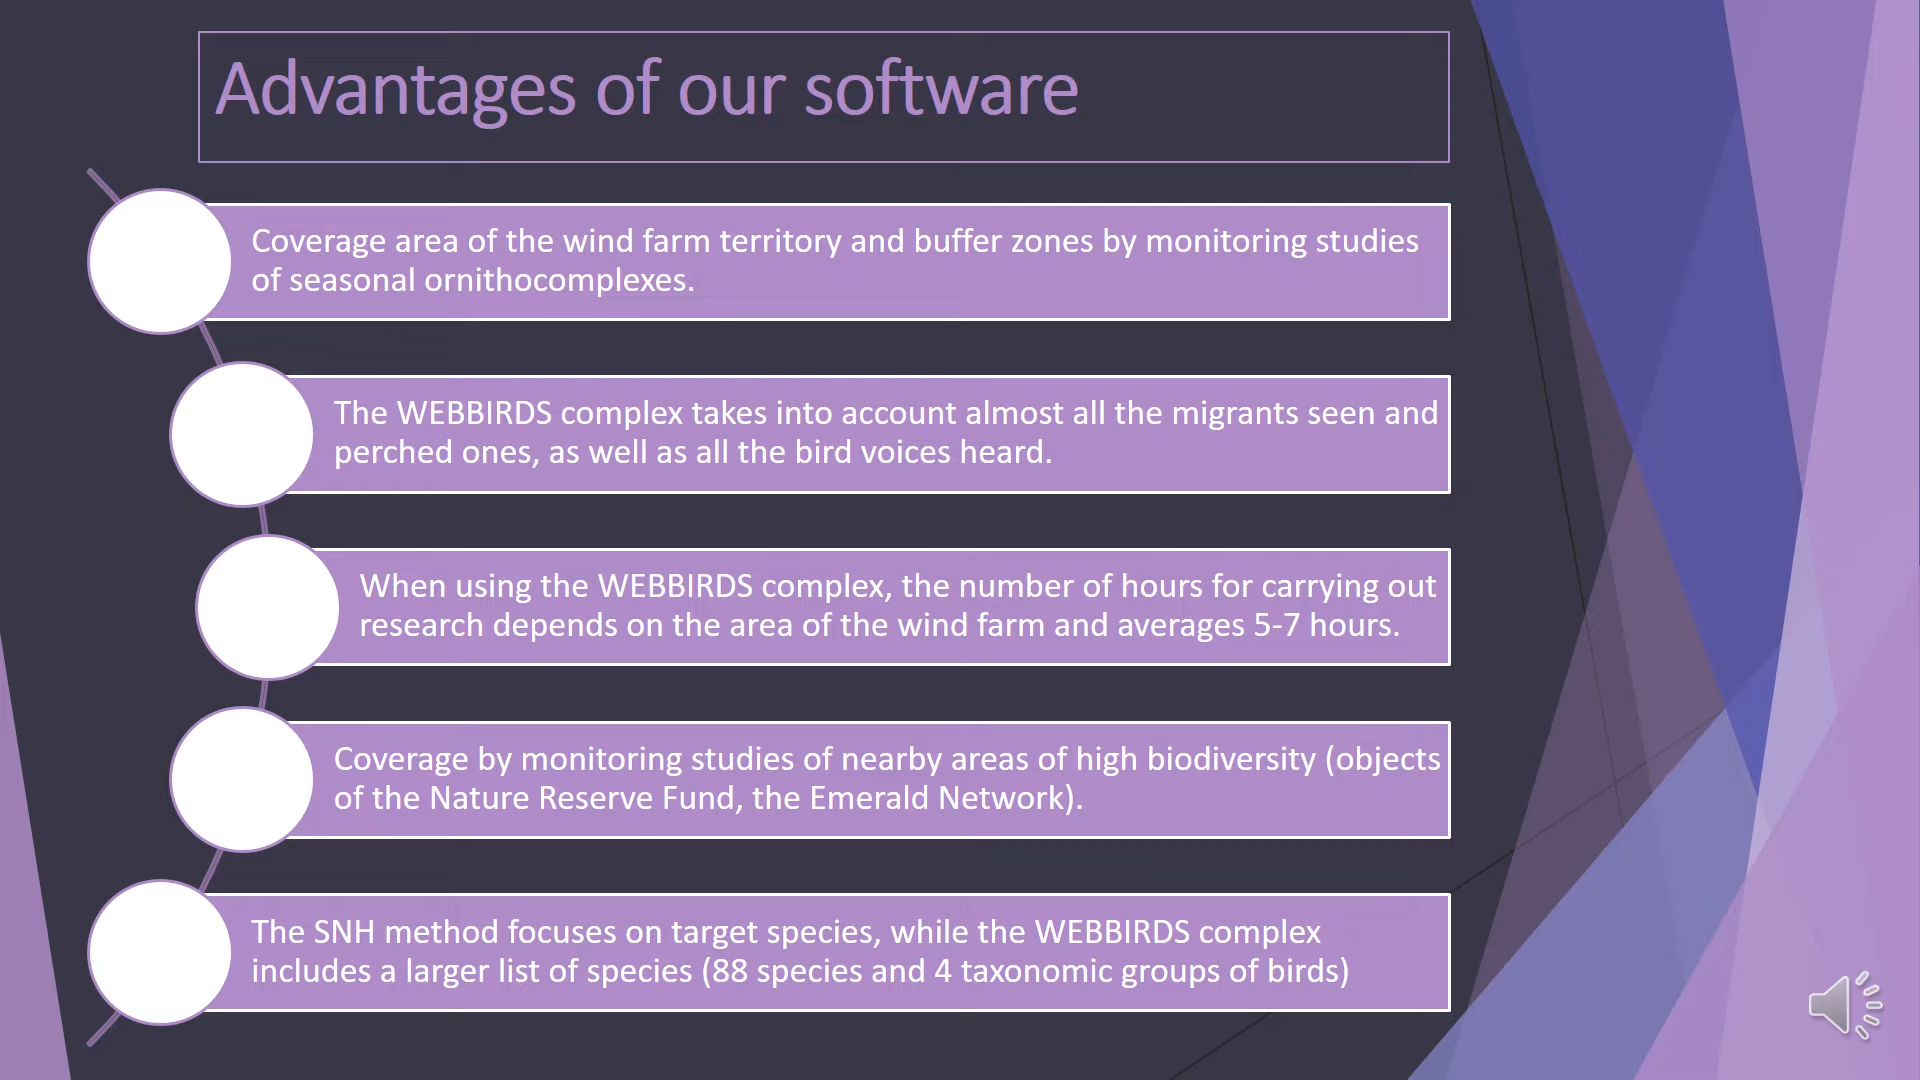 Advantages of our software
Coverage area of the wind farm territory and buffer zones by monitoring studies
of seasonal ornithocomplexes.
The WEBBIRDS complex takes into account almost all the migrants seen and
perched ones, as well as all the bird voices heard.
When using the WEBBIRDS complex, the number of hours for carrying out
research depends on the area of the wind farm and averages 5-7 hours.
Coverage by monitoring studies of nearby areas of high biodiversity (objects
of the Nature Reserve Fund, the Emerald Network).
The SNH method focuses on target species, while the WEBBIRDS complex
includes a larger list of species (88 species and 4 taxonomic groups of birds)